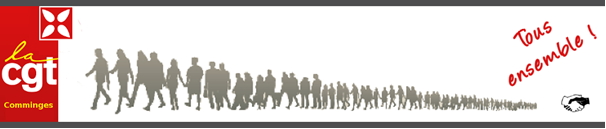 la
cgt
Comminges
Tous
ensemble !